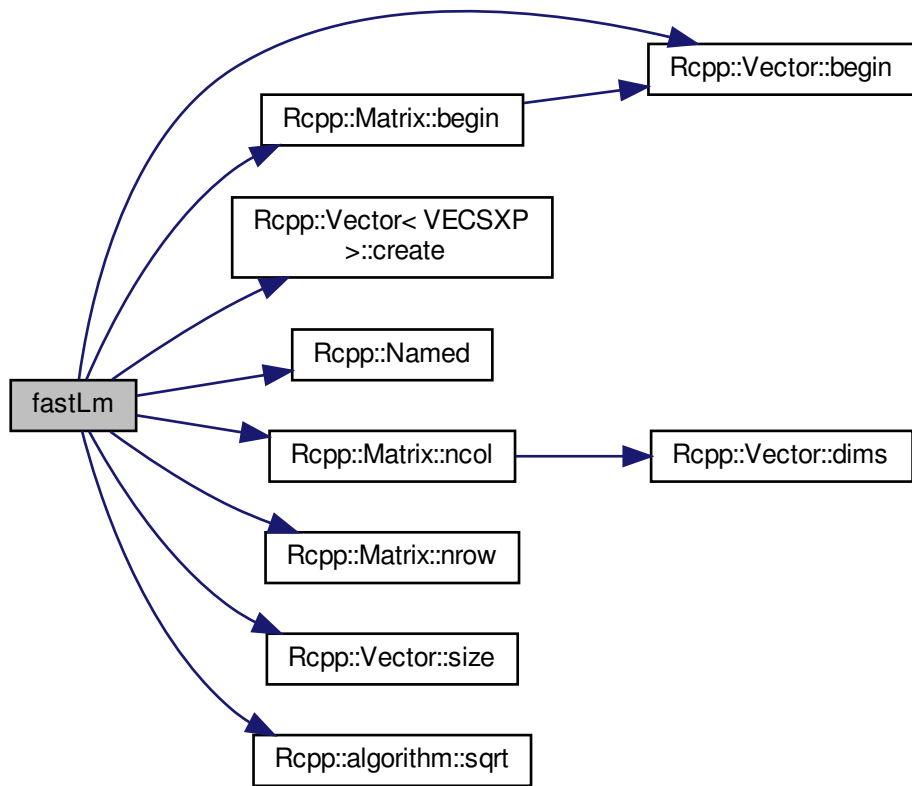 Rcpp::Vector::begin
Rcpp::Matrix::begin
Rcpp::Vector< VECSXP
>::create
Rcpp::Named
fastLm
Rcpp::Matrix::ncol
Rcpp::Vector::dims
Rcpp::Matrix::nrow
Rcpp::Vector::size
Rcpp::algorithm::sqrt